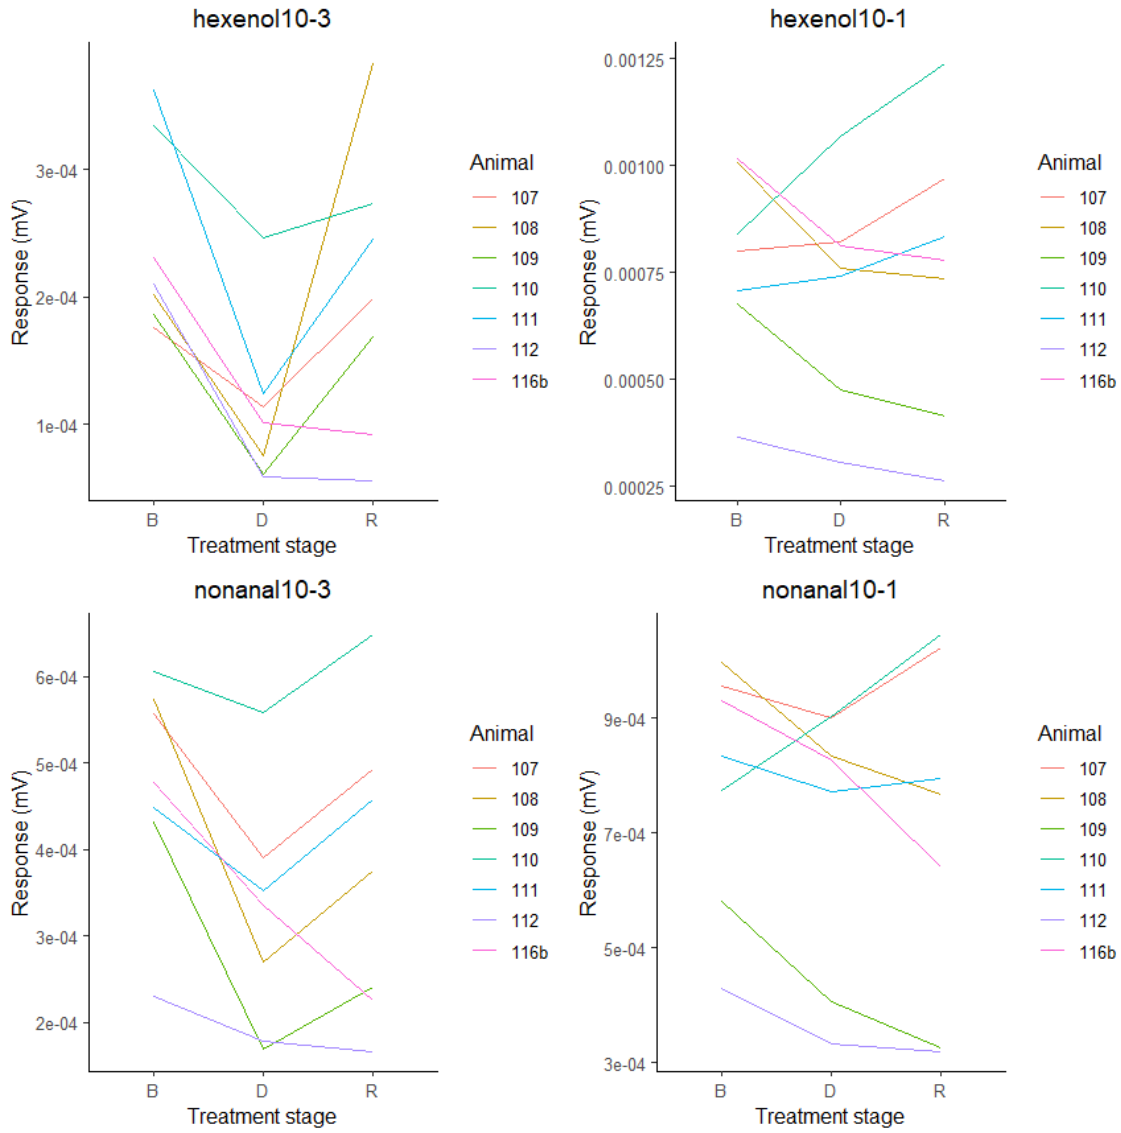 hexenol10-3
Response (mV)
3e-04
2e-04
1e-04
B D R
Treatment stage
Animal
107
108
109
110
111
112
116b
hexenol10-1
Response (mV)
0.00125
0.00100
0.00075
0.00050
0.00025
B D R
Treatment stage
Animal
107
108
109
110
111
112
116b
nonanal10-3
Response (mV)
6e-04
5e-04
4e-04
3e-04
2e-04
B D R
Treatment stage
Animal
107
108
109
110
111
112
116b
nonanal10-1
Response (mV)
9e-04
7e-04
5e-04
3e-04
B D R
Treatment stage
Animal
107
108
109
110
111
112
116b